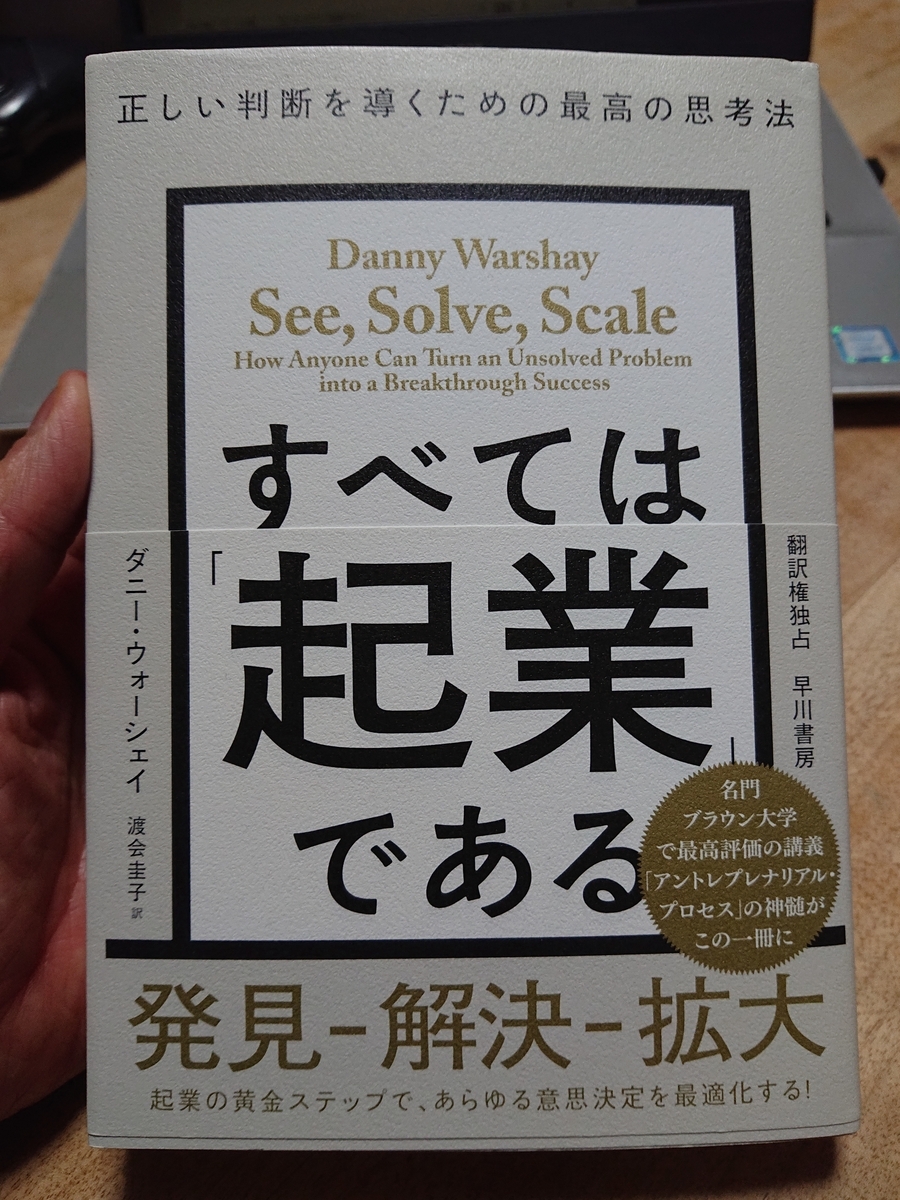 正しい判断を導くための最高の思考法
Danny Warshay
See, Solve, Scale
How Anyone Can Turn an Unsolved Problem
into a Breakthrough Success
すべては
「起業」
である
ダニー・ウォーシェイ
渡会圭子 訳
翻訳権独占 早川書房
名門
ブラウン大学
で最高評価の講義
「アントレプレナリアル・
プロセス」の神髄が
この一冊に
発見-解決-拡大
起業の黄金ステップで、あらゆる意思決定を最適化する!